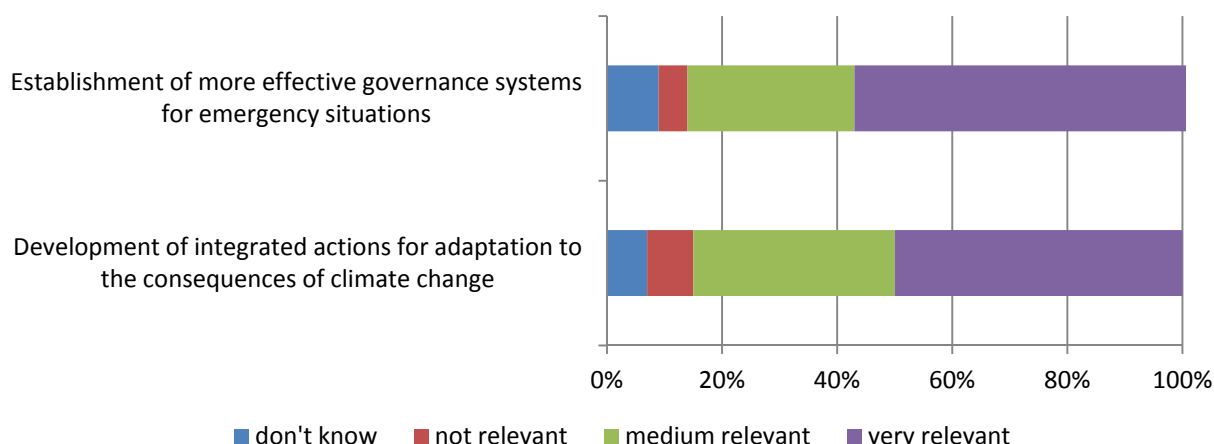 Establishment of more effective governance systems
for emergency situations
Development of integrated actions for adaptation to
the consequences of climate change
0% 20% 40% 60% 80% 100%
don't know not relevant medium relevant very relevant